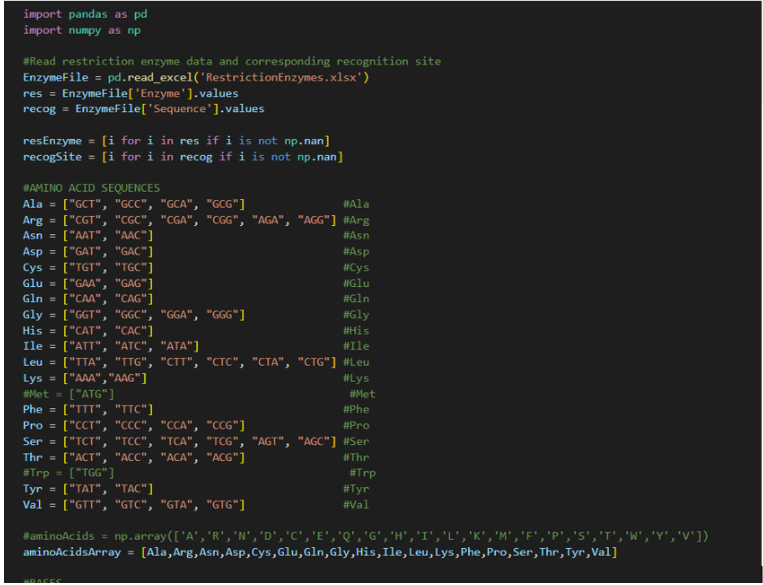 import pandas as pd
import numpy as np
#Read restriction enzyme data and corresponding recognition site
EnzymeFile = pd.read_excel('RestrictionEnzymes.xlsx')
res = EnzymeFile['Enzyme'].values
recog = EnzymeFile['Sequence'].values
resEnzyme = [i for i in res if i is not np.nan]
recogSite = [i for i in recog if i is not np.nan]
#AMINO ACID SEQUENCES
Ala = ["GCT", "GCC", "GCA", "GCG"] #Ala
Arg = ["CGT", "CGC", "CGA", "CGG", "AGA", "AGG"] #Arg
Asn = ["AAT", "AAC"] #Asn
Asp = ["GAT", "GAC"] #Asp
Cys = ["TGT", "TGC"] #Cys
Glu = ["GAA", "GAG"] #Glu
Gln = ["CAA", "CAG"] #Gln
Gly = ["GGT", "GGC", "GGA", "GGG"] #Gly
His = ["CAT", "CAC"] #His
Ile = ["ATT", "ATC", "ATA"] #Ile
Leu = ["TTA", "TTG", "CTT", "CTC", "CTA", "CTG"] #Leu
Lys = ["AAA","AAG"] #Lys
#Met = ["ATG"] #Met
Phe = ["TTT", "TTC"] #Phe
Pro = ["CCT", "CCC", "CCA", "CCG"] #Pro
Ser = ["TCT", "TCC", "TCA", "TCG", "AGT", "AGC"] #Ser
Thr = ["ACT", "ACC", "ACA", "ACG"] #Thr
#Trp = ["TGG"] #Trp
Tyr = ["TAT", "TAC"] #Tyr
Val = ["GTT", "GTC", "GTA", "GTG"] #Val
#aminoAcids = np.array(['A','R','N','D','C','E','Q','G','H','I','L','K','M','F','P','S','T','W','Y','V'])
aminoAcidsArray = [Ala,Arg,Asn,Asp,Cys,Glu,Gln,Gly,His,Ile,Leu,Lys,Phe,Pro,Ser,Thr,Tyr,Val]
#BASES